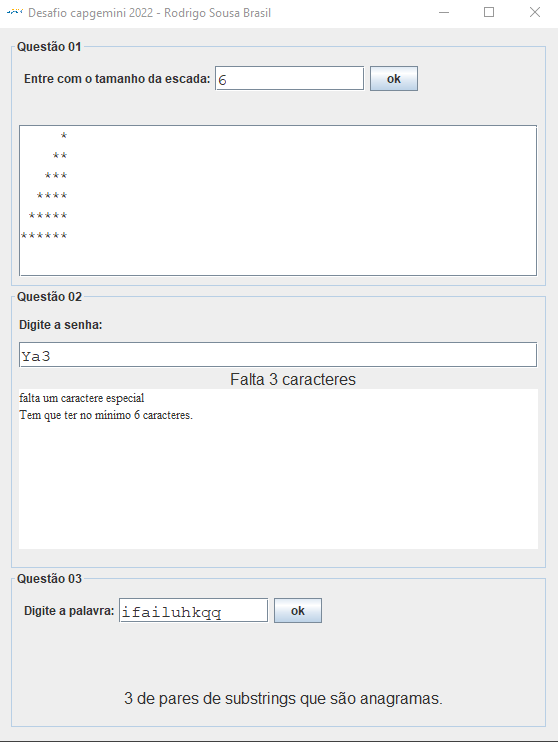 Desafio capgemini 2022 - Rodrigo Sousa Brasil
Questão 01
Entre com o tamanho da escada: 6 ok
     *
    **
   ***
  ****
 *****
******
Questão 02
Digite a senha:
Ya3
Falta 3 caracteres
falta um caractere especial
Tem que ter no mínimo 6 caracteres.
Questão 03
Digite a palavra: ifailuhkqq ok
3 de pares de substrings que são anagramas.